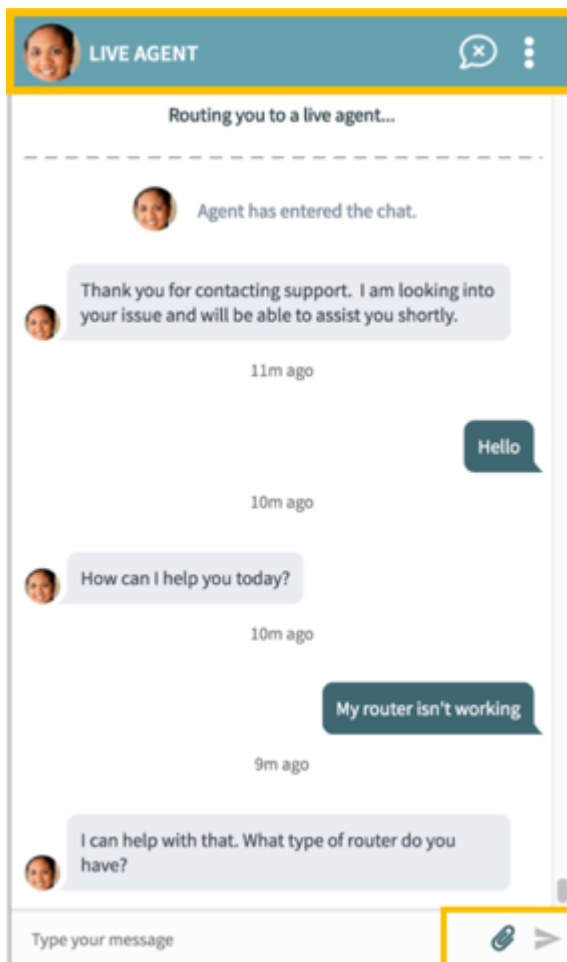 LIVE AGENT
Routing you to a live agent...
Agent has entered the chat.
Thank you for contacting support.  I am looking into
your issue and will be able to assist you shortly.
11m ago
Hello
10m ago
How can I help you today?
10m ago
My router isn't working
9m ago
I can help with that. What type of router do you
have?
Type your message